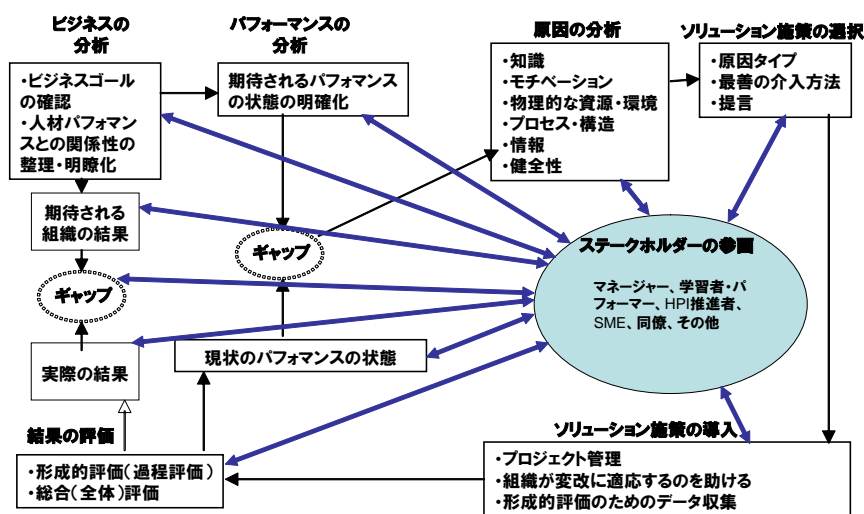 ビジネスの
分析
パフォーマンスの
分析
原因の分析
ソリューション施策の選択
・ビジネスゴール
の確認
・人材パフォーマ
ンスとの関係性の
整理・明瞭化
期待されるパフォマンス
の状態の明確化
・知識
・モチベーション
・物理的な資源・環境
・プロセス・構造
・情報
・健全性
・原因タイプ
・最善の介入方法
・提言
期待される
組織の結果
ギャップ
ギャップ
ステークホルダーの参画
マネージャー、学習者・パ
フォーマー、HPI推進者、
SME、同僚、その他
実際の結果
現状のパフォーマンスの状態
結果の評価
・形成的評価(過程評価)
・総合(全体)評価
ソリューション施策の導入
・プロジェクト管理
・組織が変改に適応するのを助ける
・形成的評価のためのデータ収集